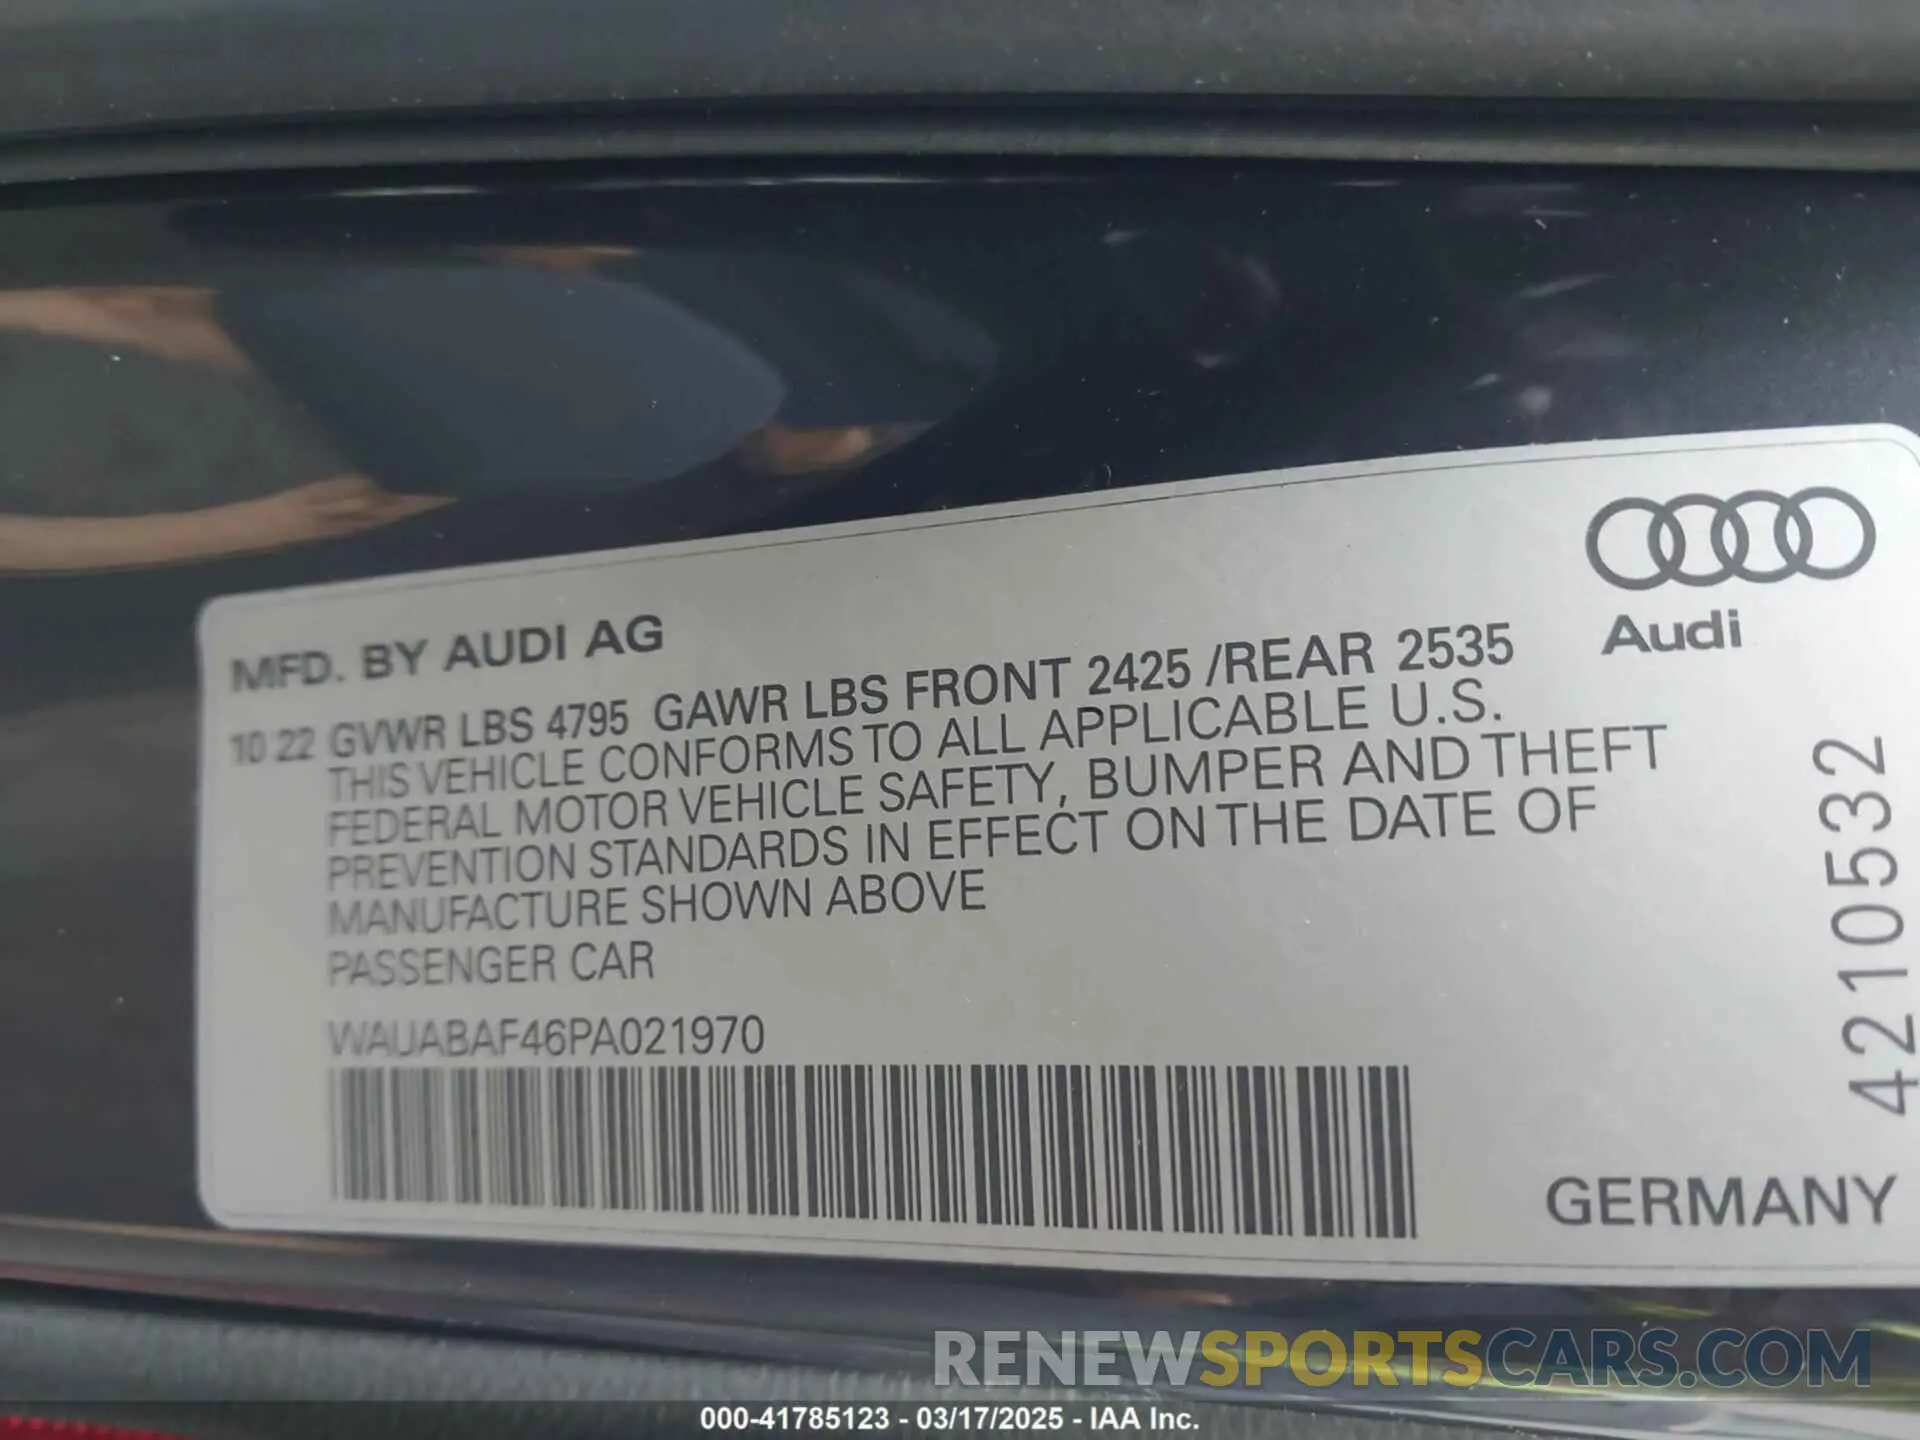 Audi
MFD. BY AUDI AG
10 22 GVWR LBS 4795 GAWR LBS FRONT 2425 /REAR 2535
THIS VEHICLE CONFORMS TO ALL APPLICABLE U.S.
FEDERAL MOTOR VEHICLE SAFETY, BUMPER AND THEFT
PREVENTION STANDARDS IN EFFECT ON THE DATE OF
MANUFACTURE SHOWN ABOVE
PASSENGER CAR
WAUABAF46PA021970
4210532
GERMANY
RENEWSPORTSCARS.COM
000-41785123 - 03/17/2025 - IAA Inc.